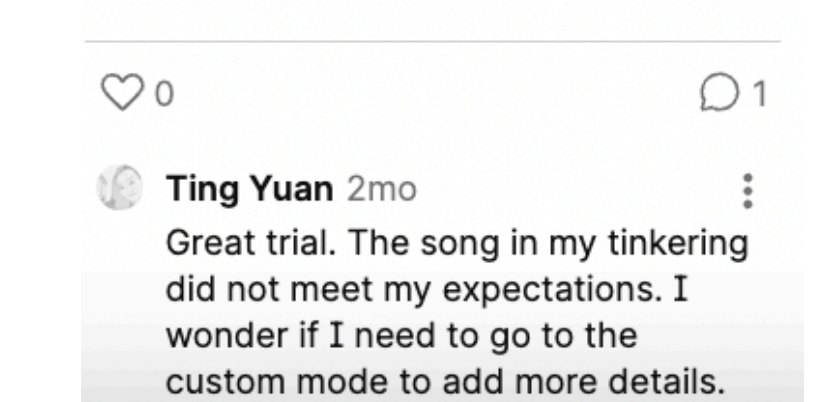 0 1
Ting Yuan 2mo
Great trial. The song in my tinkering
did not meet my expectations. I
wonder if I need to go to the
custom mode to add more details.